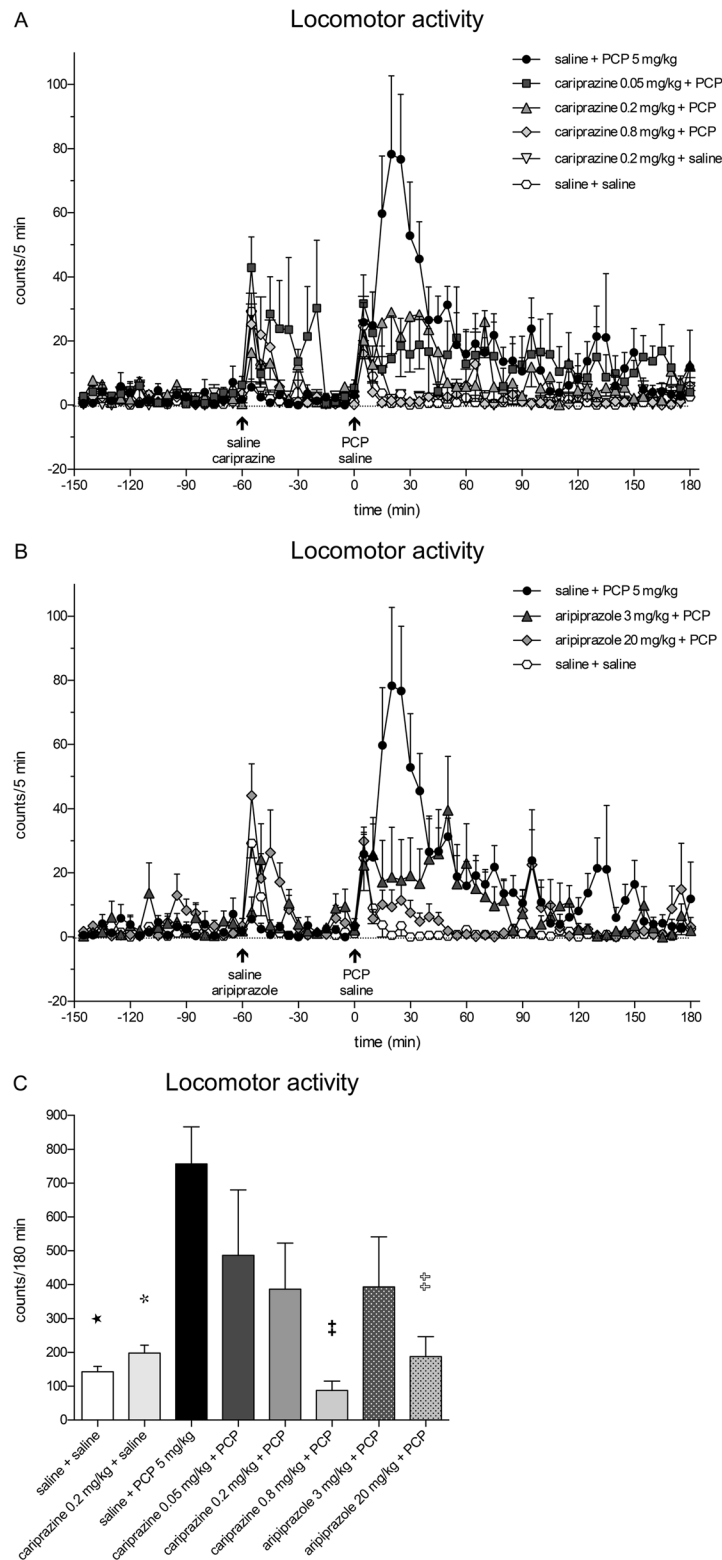 A
Locomotor activity
saline + PCP 5 mg/kg
cariprazine 0.05 mg/kg + PCP
cariprazine 0.2 mg/kg + PCP
cariprazine 0.8 mg/kg + PCP
cariprazine 0.2 mg/kg + saline
saline + saline
counts/5 min
100
80
60
40
20
0
-20
saline
cariprazine
PCP
saline
-150 -120 -90 -60 -30 0 30 60 90 120 150 180
time (min)
B
Locomotor activity
saline + PCP 5 mg/kg
aripiprazole 3 mg/kg + PCP
aripiprazole 20 mg/kg + PCP
saline + saline
counts/5 min
100
80
60
40
20
0
-20
saline
aripiprazole
PCP
saline
-150 -120 -90 -60 -30 0 30 60 90 120 150 180
time (min)
C
Locomotor activity
counts/180 min
900
800
700
600
500
400
300
200
100
0
★
*
‡
saline + saline
cariprazine 0.2 mg/kg + saline
saline + PCP 5 mg/kg
cariprazine 0.05 mg/kg + PCP
cariprazine 0.2 mg/kg + PCP
cariprazine 0.8 mg/kg + PCP
aripiprazole 3 mg/kg + PCP
aripiprazole 20 mg/kg + PCP